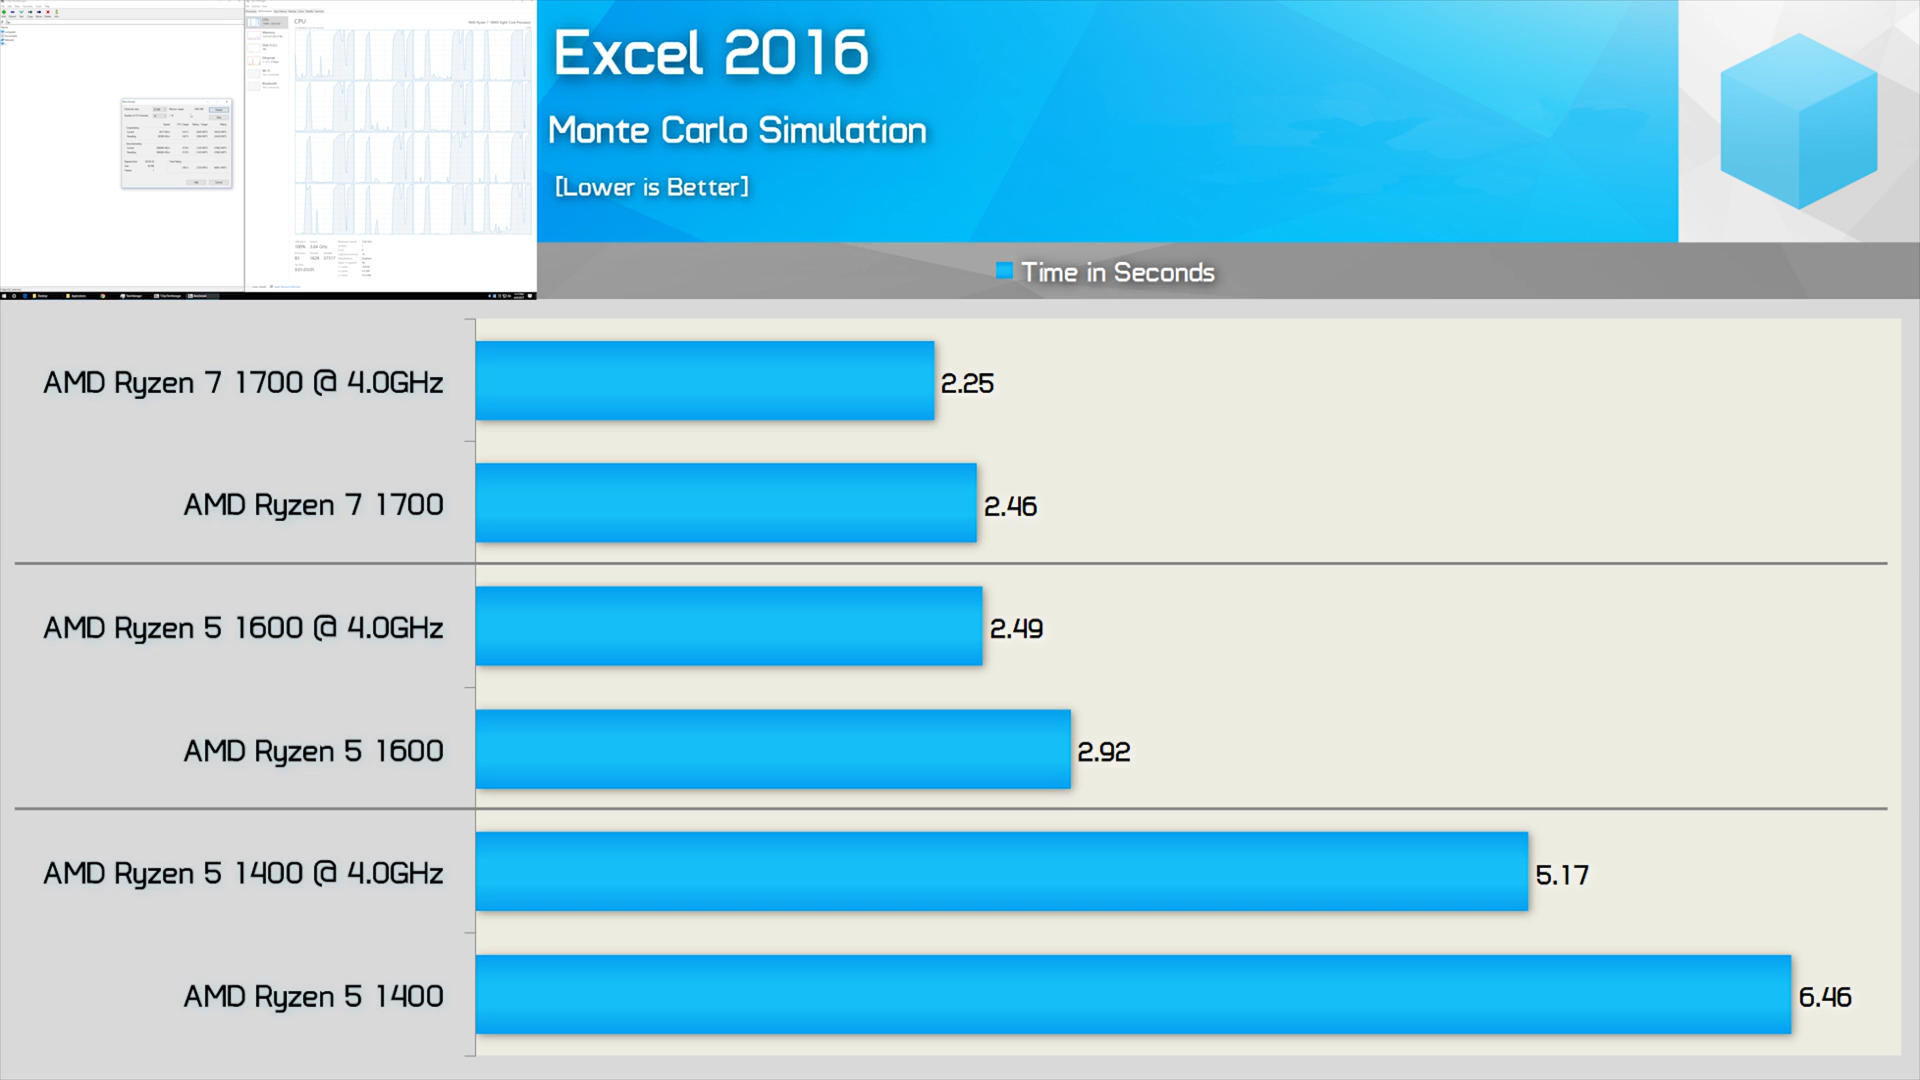 CPU
Excel 2016
Monte Carlo Simulation
[Lower is Better]
Time in Seconds
AMD Ryzen 7 1700 @ 4.0GHz
2.25
AMD Ryzen 7 1700
2.46
AMD Ryzen 5 1600 @ 4.0GHz
2.49
AMD Ryzen 5 1600
2.92
AMD Ryzen 5 1400 @ 4.0GHz
5.17
AMD Ryzen 5 1400
6.46